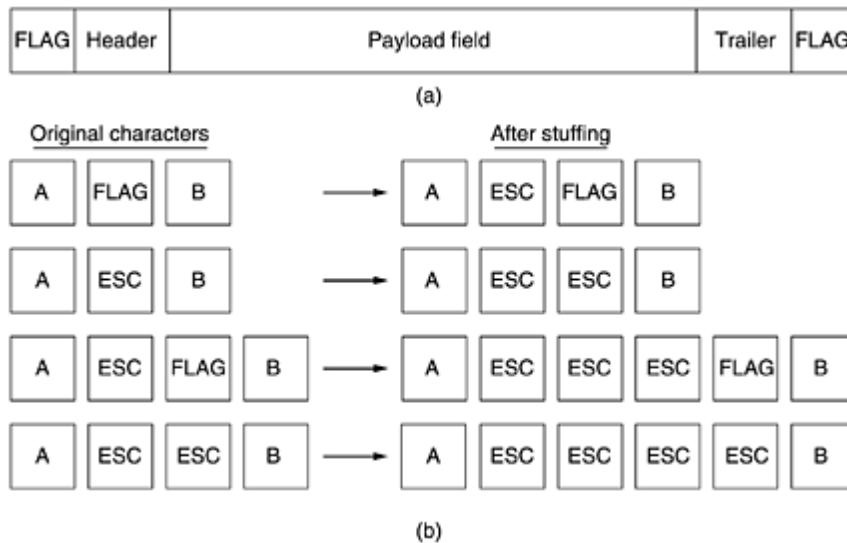 FLAG Header Payload field Trailer FLAG
(a)
Original characters After stuffing
A FLAG B A ESC FLAG B
A ESC B A ESC ESC B
A ESC FLAG B A ESC ESC ESC FLAG B
A ESC ESC B A ESC ESC ESC ESC B
(b)